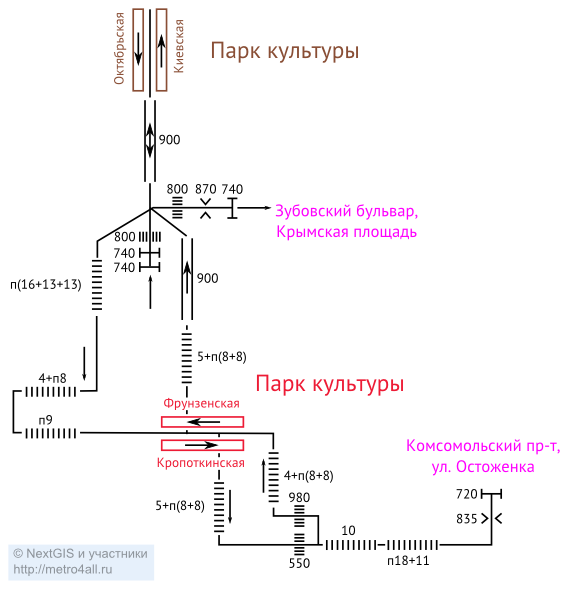 Октябрьская
Киевская
Парк культуры
900
800 870 740
Зубовский бульвар,
Крымская площадь
800
740
740
900
п(16+13+13)
5+п(8+8)
4+п8
п9
Парк культуры
Фрунзенская
Кропоткинская
Комсомольский пр-т,
ул. Остоженка
4+п(8+8)
720
980
5+п(8+8)
835
10
550
п18+11
© NextGIS и участники
http://metro4all.ru